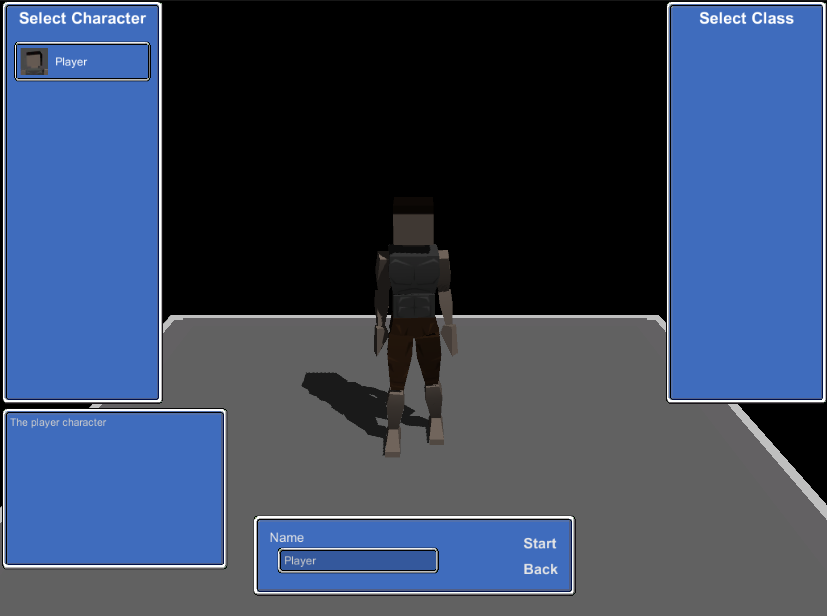 Select Character
Player
Select Class
The player character
Name
Player
Start
Back